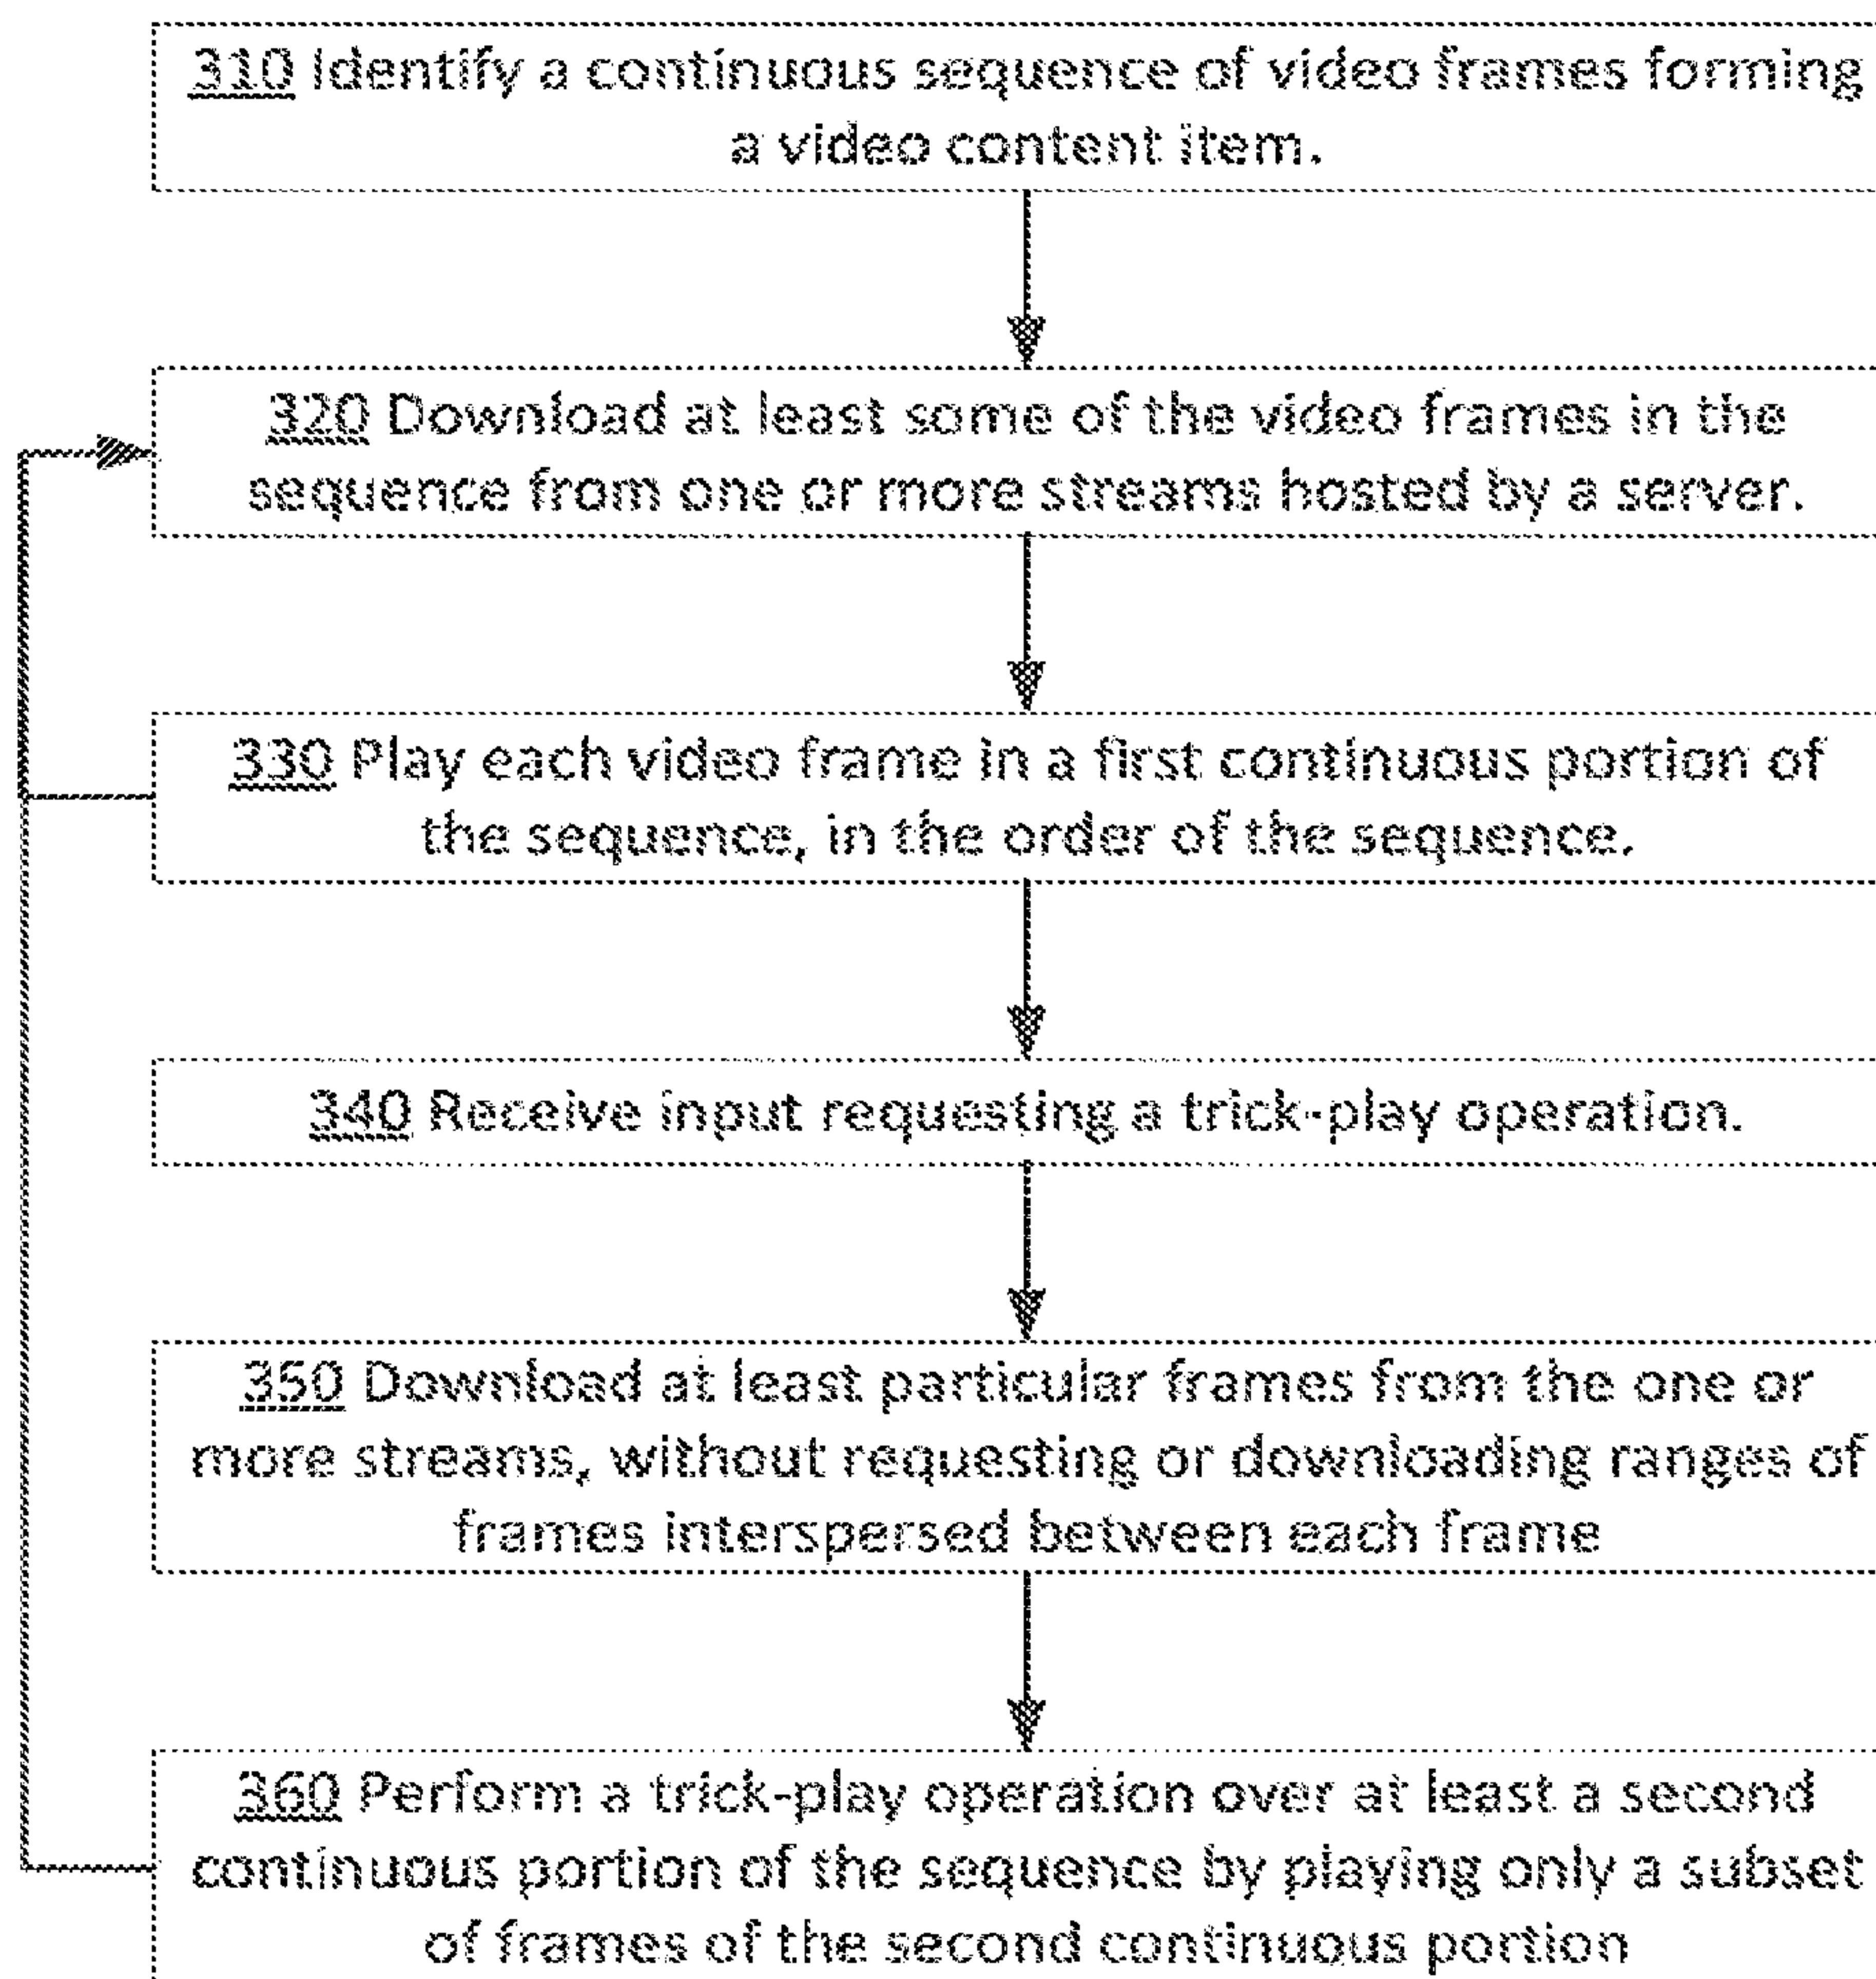 310 Identify a continuous sequence of video frames forming
a video content item.
320 Download at least some of the video frames in the
sequence from one or more streams hosted by a server.
330 Play each video frame in a first continuous portion of
the sequence, in the order of the sequence.
340 Receive input requesting a trick-play operation.
350 Download at least particular frames from the one or
more streams, without requesting or downloading ranges of
frames interspersed between each frame
360 Perform a trick-play operation over at least a second
continuous portion of the sequence by playing only a subset
of frames of the second continuous portion